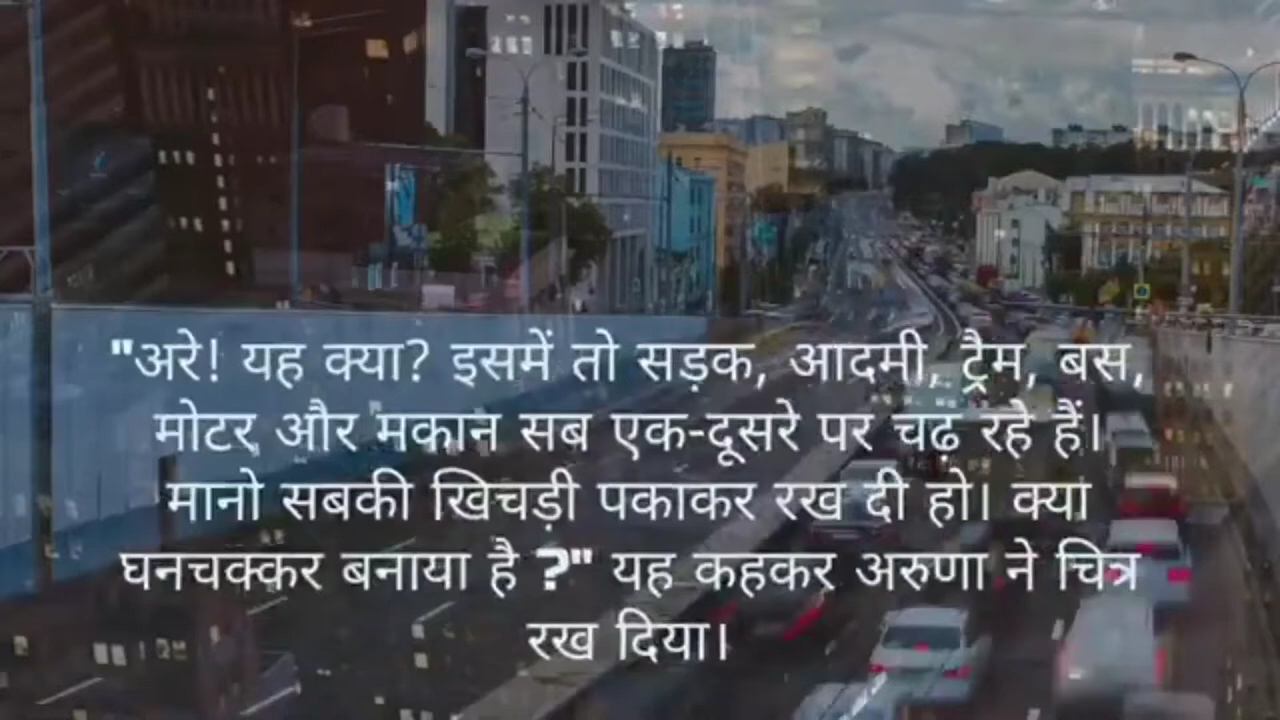 "अरे! यह क्या? इसमें तो सड़क, आदमी, ट्रैम, बस,
मोटर और मकान सब एक-दूसरे पर चढ़ रहे हैं।
मानो सबकी खिचड़ी पकाकर रख दी हो। क्या
घनचक्कर बनाया है ?" यह कहकर अरुणा ने चित्र
रख दिया।